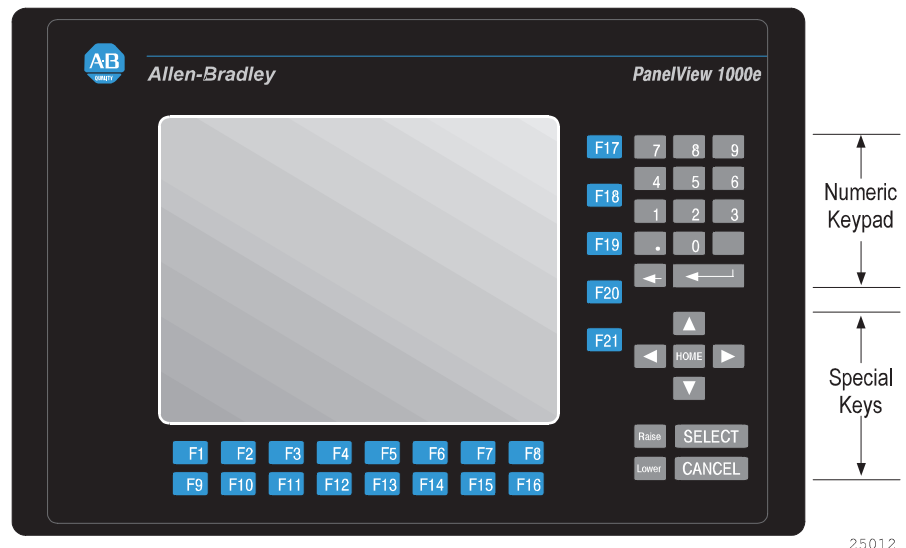 AB
QUALITY
Allen-Bradley
PanelView 1000e
F17
F18
F19
F20
F21
7 8 9
4 5 6
1 2 3
. 0
HOME
Raise SELECT
Lower CANCEL
F1 F2 F3 F4 F5 F6 F7 F8
F9 F10 F11 F12 F13 F14 F15 F16
Numeric
Keypad
Special
Keys
25012